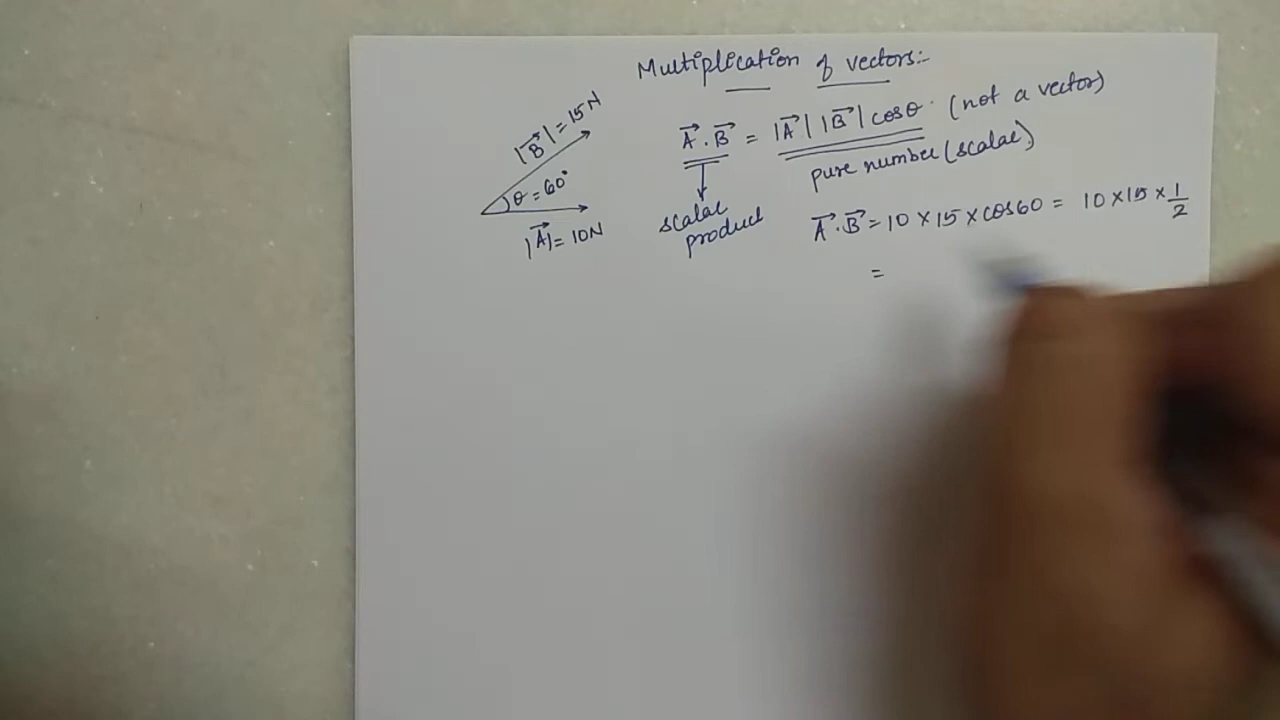 Multiplication of vectors:-
|B⃗| = 15N
θ = 60°
|A⃗| = 10N
A⃗ . B⃗ = |A⃗| |B⃗| cosθ. (not a vector)
pure number (scalar)
scalar
product
A⃗ . B⃗ = 10 × 15 × cos60 = 10 × 15 × 1/2
=